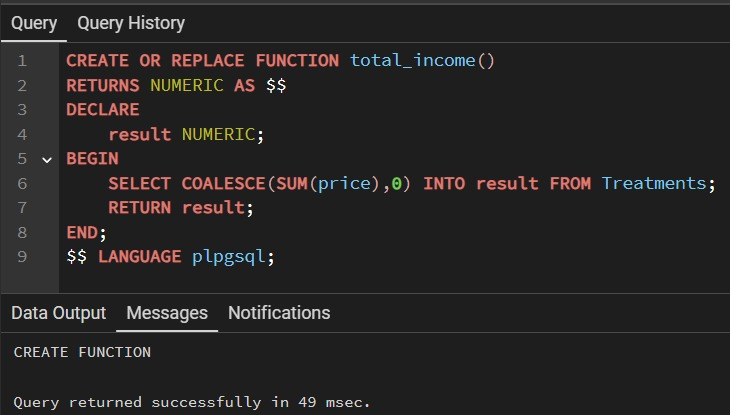 Query Query History
1 CREATE OR REPLACE FUNCTION total_income()
2 RETURNS NUMERIC AS $$
3 DECLARE
4     result NUMERIC;
5 BEGIN
6     SELECT COALESCE(SUM(price),0) INTO result FROM Treatments;
7     RETURN result;
8 END;
9 $$ LANGUAGE plpgsql;
Data Output Messages Notifications
CREATE FUNCTION
Query returned successfully in 49 msec.